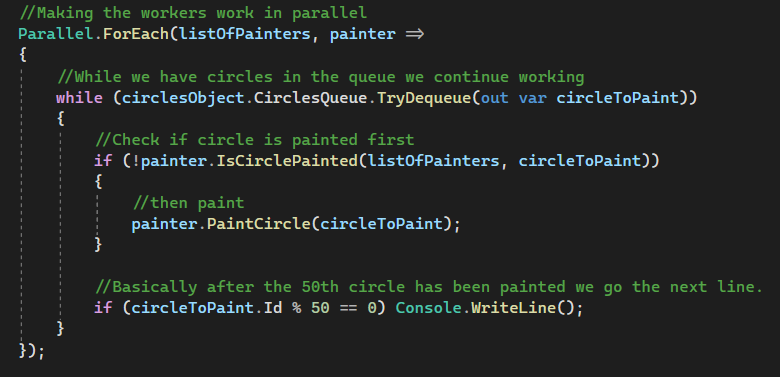 //Making the workers work in parallel
Parallel.ForEach(listOfPainters, painter =>
{
//While we have circles in the queue we continue working
while (circlesObject.CirclesQueue.TryDequeue(out var circleToPaint))
{
//Check if circle is painted first
if (!painter.IsCirclePainted(listOfPainters, circleToPaint))
{
//then paint
painter.PaintCircle(circleToPaint);
}
//Basically after the 50th circle has been painted we go the next line.
if (circleToPaint.Id % 50 == 0) Console.WriteLine();
}
});